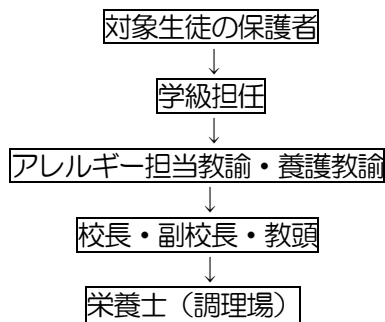 対象生徒の保護者
↓
学級担任
↓
アレルギー担当教諭・養護教諭
↓
校長・副校長・教頭
↓
栄養士（調理場）